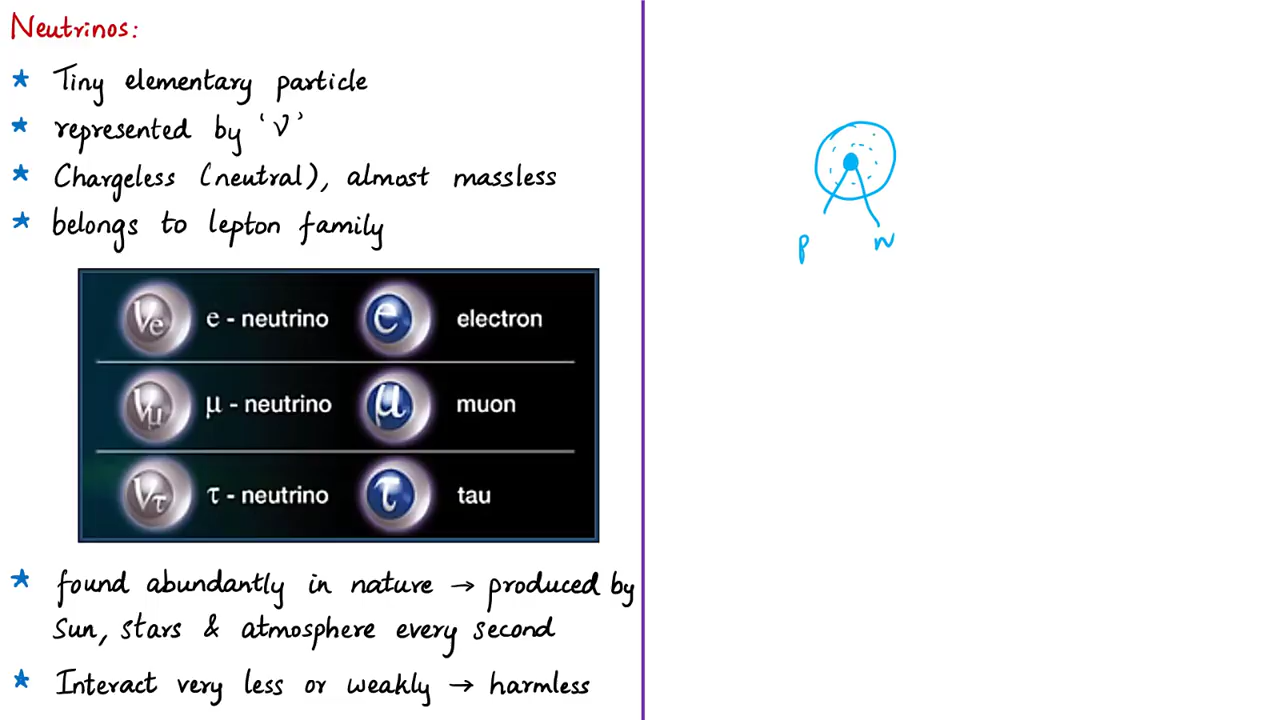 Neutrinos:
★ Tiny elementary particle
★ represented by 'ν'
★ Chargeless (neutral), almost massless
★ belongs to lepton family
νe e - neutrino e electron
νμ μ - neutrino μ muon
ντ τ - neutrino τ tau
★ found abundantly in nature → produced by
Sun, stars & atmosphere every second
★ Interact very less or weakly → harmless
P N